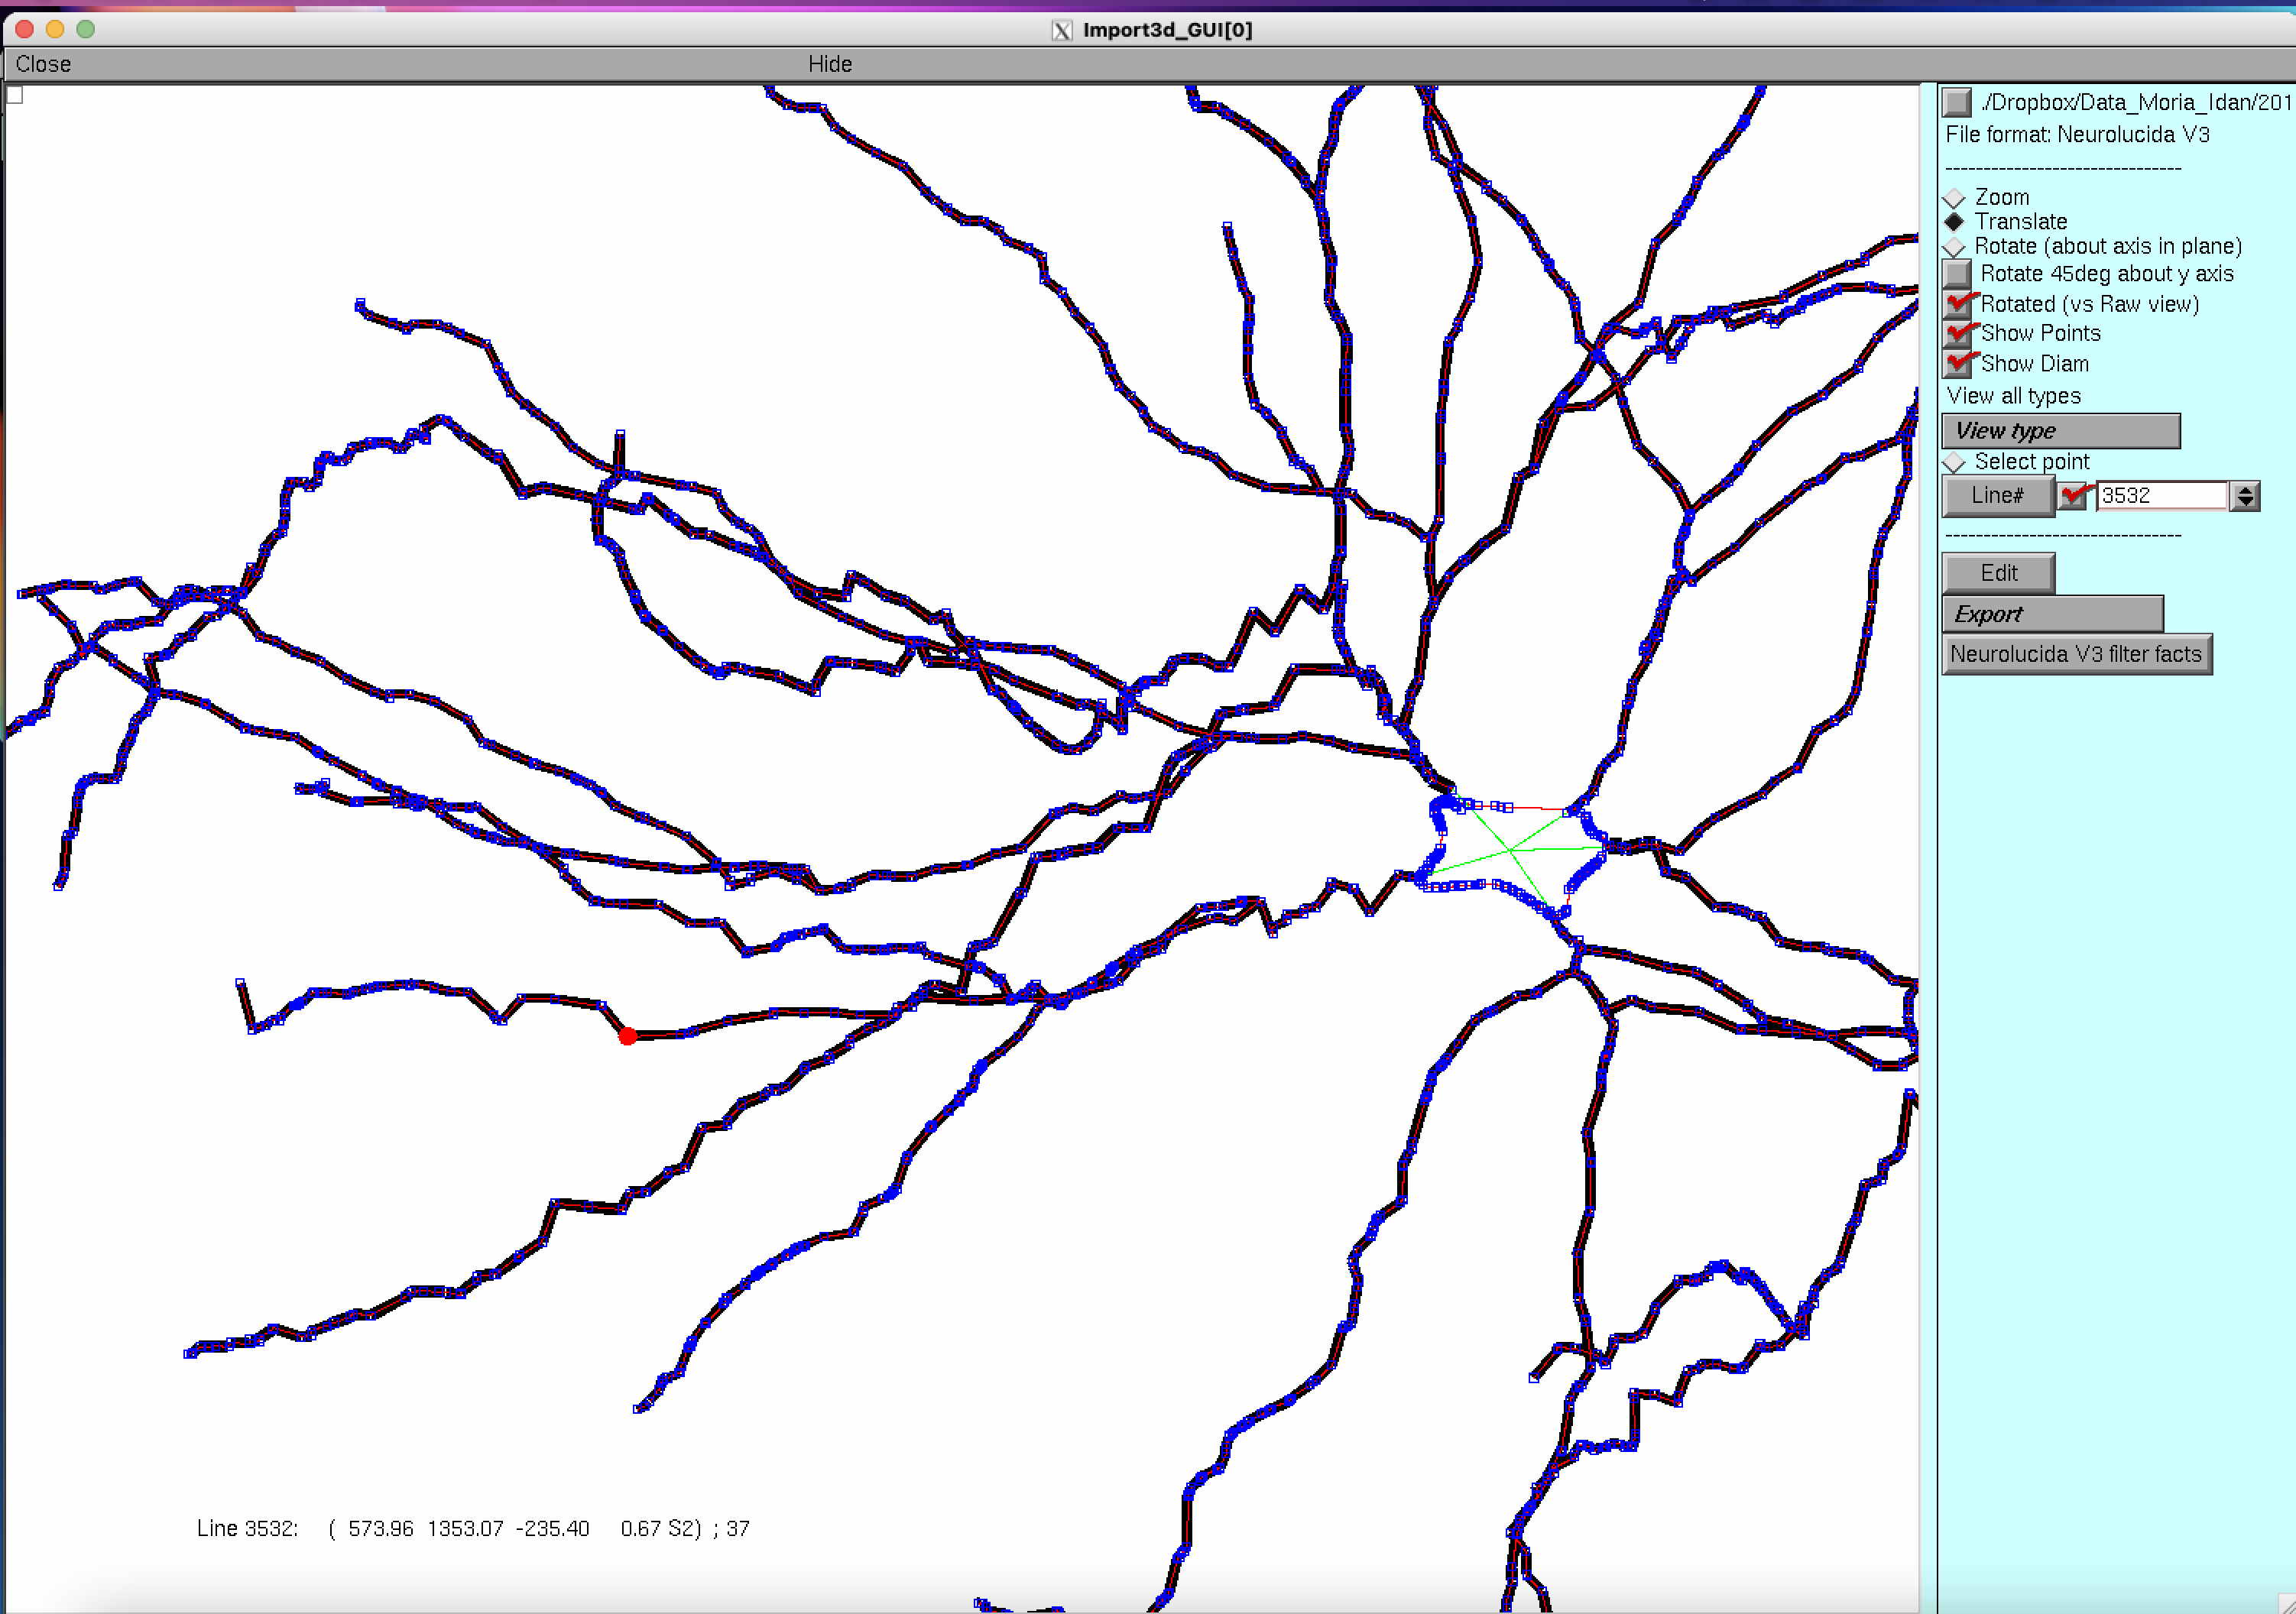 Import3d_GUI[0]
Close Hide
./Dropbox/Data_Moria_Idan/201
File format: Neurolucida V3
-------------------------------
Zoom
Translate
Rotate (about axis in plane)
Rotate 45deg about y axis
Rotated (vs Raw view)
Show Points
Show Diam
View all types
View type
Select point
Line# 3532
-------------------------------
Edit
Export
Neurolucida V3 filter facts
Line 3532: ( 573.96 1353.07 -235.40 0.67 S2) ; 37